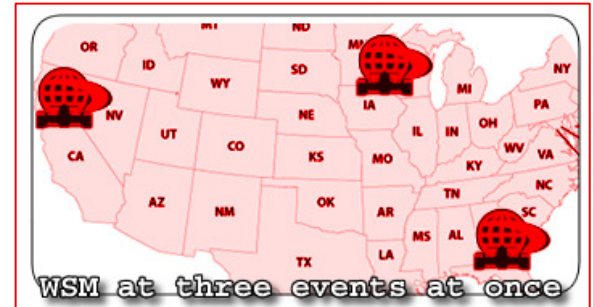 MT
ND
OR
MN
ID
SD
NY
WY
MI
NV
IA
PA
NE
OH
IL
IN
UT
CO
WV
CA
KS
MO
VA
KY
NC
TN
AZ
OK
NM
AR
SC
MS
AL
LA
TX
WSM at three events at once